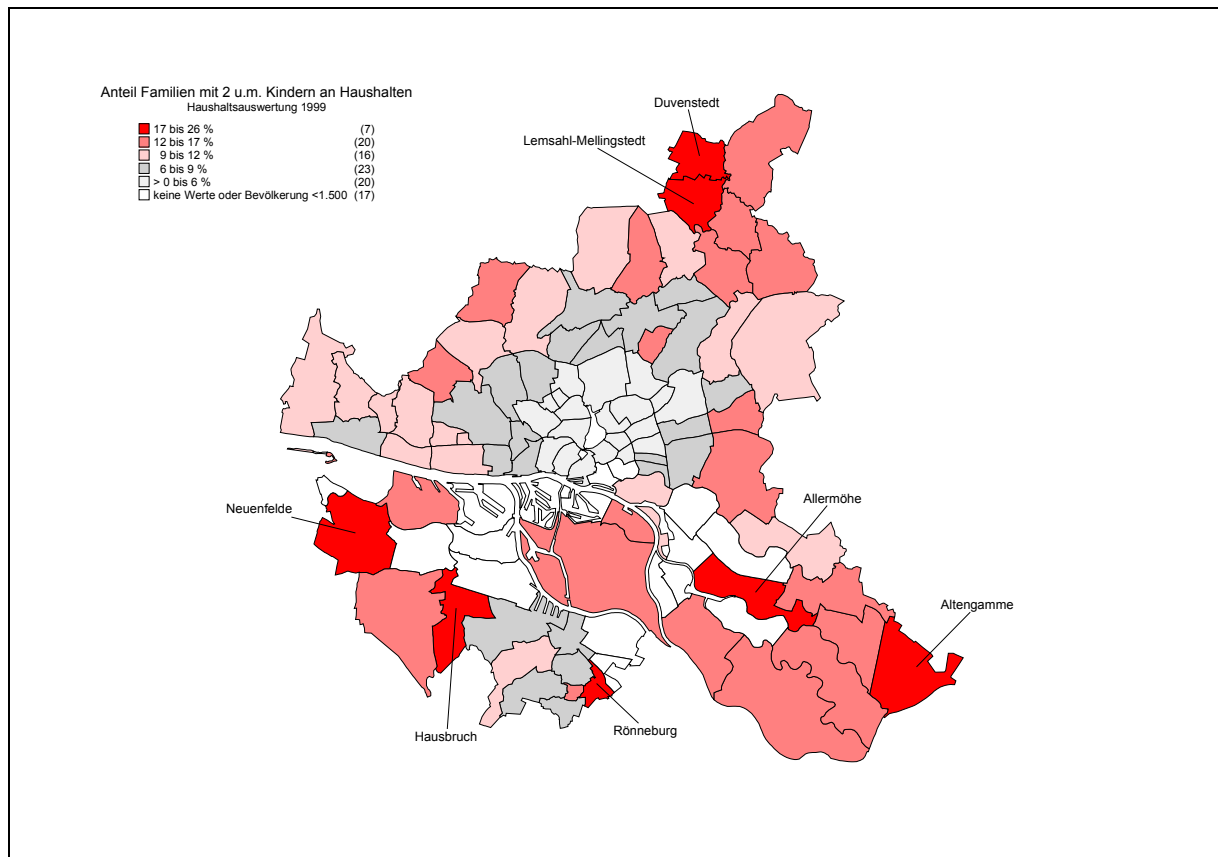 Anteil Familien mit 2 u.m. Kindern an Haushalten
Haushaltsauswertung 1999
17 bis 26 % (7)
12 bis 17 % (20)
9 bis 12 % (16)
6 bis 9 % (23)
> 0 bis 6 % (20)
keine Werte oder Bevölkerung <1.500 (17)
Duvenstedt
Lemsahl-Mellingstedt
Neuenfelde
Allermöhe
Altengamme
Hausbruch
Rönneburg